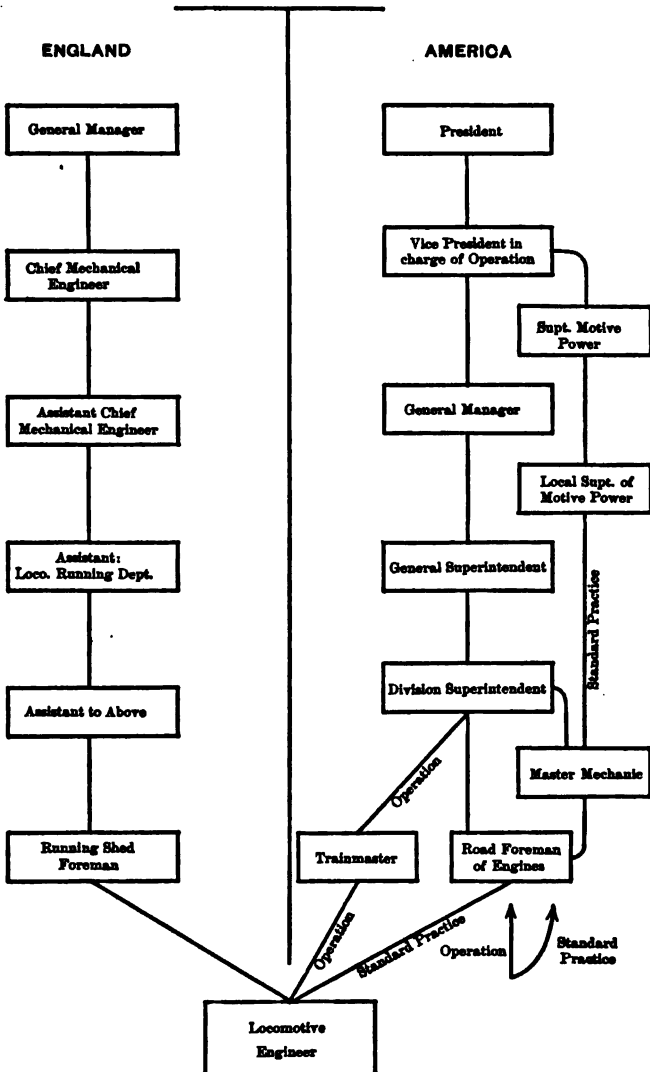 ENGLAND
General Manager
Chief Mechanical
Engineer
Assistant Chief
Mechanical Engineer
Assistant:
Loco. Running Dept.
Assistant to Above
Running Shed
Foreman
AMERICA
President
Vice President in
charge of Operation
Supt. Motive
Power
General Manager
Local Supt. of
Motive Power
General Superintendent
Standard Practice
Division Superintendent
Operation
Master Mechanic
Trainmaster
Road Foreman
of Engines
Operation
Standard Practice
Operation
Standard
Practice
Locomotive
Engineer